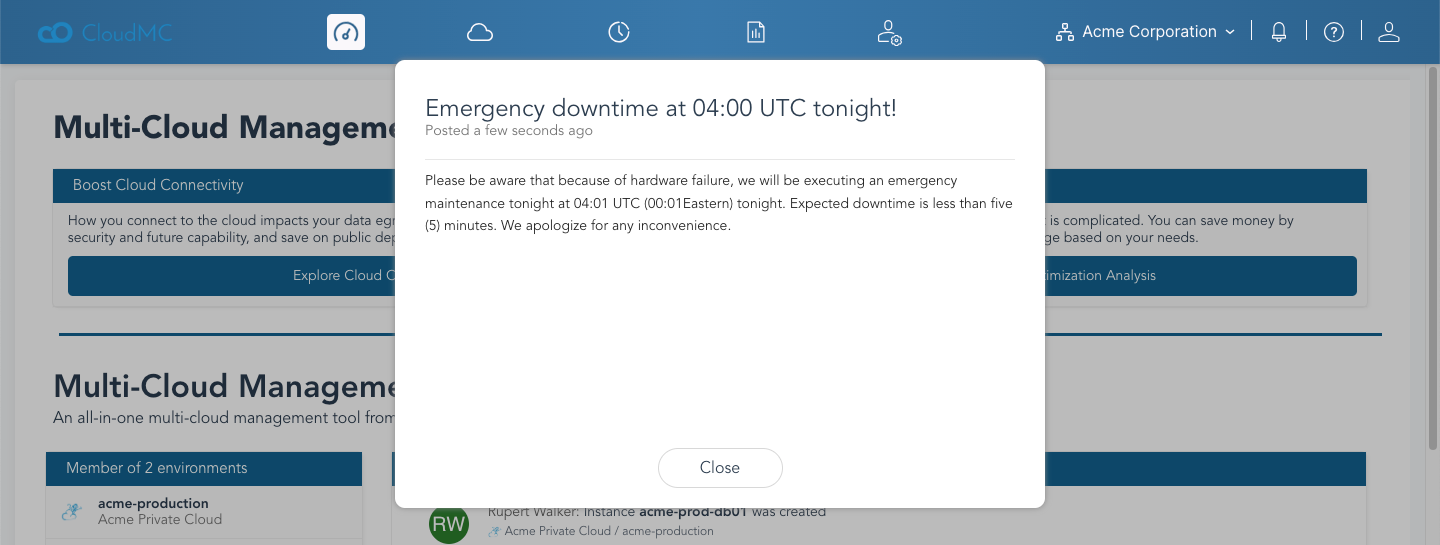 CloudMC
Acme Corporation
Emergency downtime at 04:00 UTC tonight!
Posted a few seconds ago
Please be aware that because of hardware failure, we will be executing an emergency
maintenance tonight at 04:01 UTC (00:01Eastern) tonight. Expected downtime is less than five
(5) minutes. We apologize for any inconvenience.
Close
Multi-Cloud
Boost Cloud Connectivity
How you connect to the cloud impacts your data
security and future capability, and save on public
Explore Cloud
is complicated. You can save money by
based on your needs.
Analysis
Multi-Cloud
An all-in-one multi-cloud management tool from
Member of 2 environments
acme-production
Acme Private Cloud
RW
Rupert Walker: Instance acme-prod-db01 was created
Acme Private Cloud / acme-production